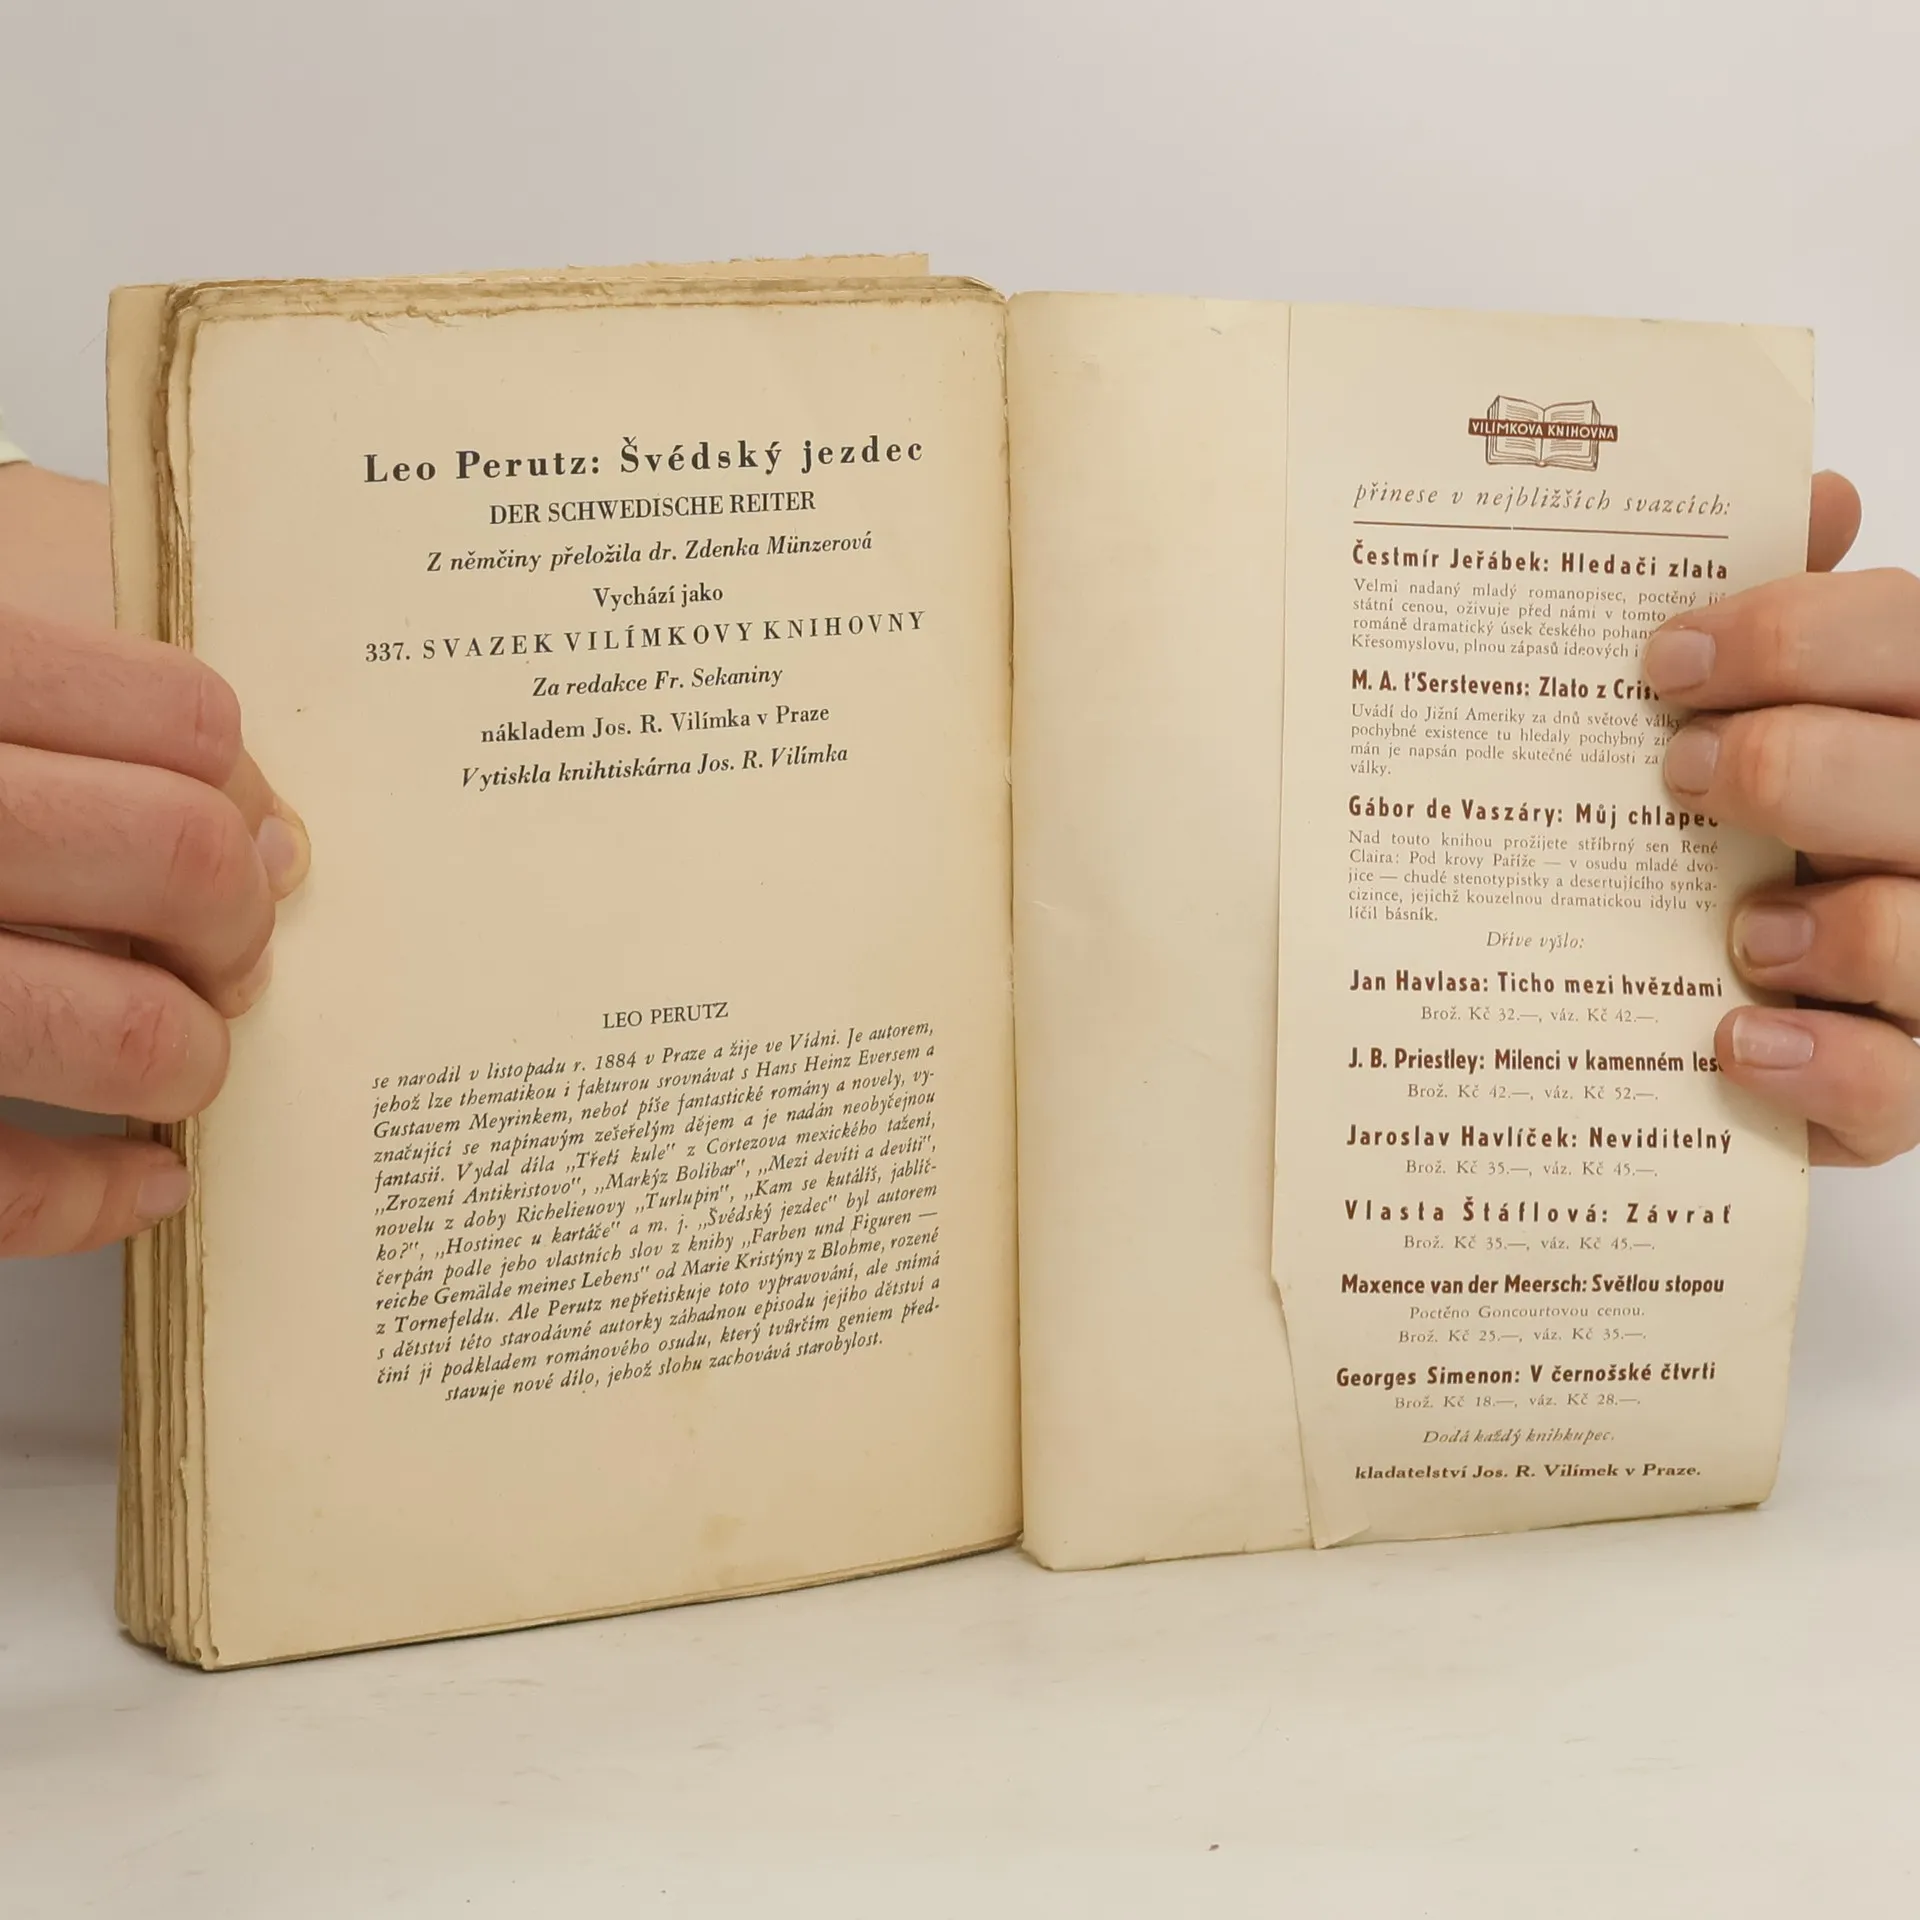 Leo Perutz: Švédský jezdec
DER SCHWEDISCHE REITER
Z němčiny přeložila dr. Zdenka Münzerová
Vychází jako
337. SVAZEK VILÍMKOVY KNIHOVNY
Za redakce Fr. Sekaniny
nákladem Jos. R. Vilímka v Praze
Vytiskla knihtiskárna Jos. R. Vilímka
LEO PERUTZ
se narodil v listopadu r. 1884 v Praze a žije ve Vídni. Je autorem,
jehož lze thematikou i fakturou srovnávat s Hans Heinz Eversem a
Gustavem Meyrinkem, neboť píše fantastické romány a novely, vy-
značující se napínavým zešeřelým dějem a je nadán neobyčejnou
fantasií. Vydal díla „Třetí kule" z Cortezova mexického tažení,
„Zrození Antikristovo", „Markýz Bolibar", „Mezi devíti a devíti",
novelu z doby Richelieuovy „Turlupin", „Kam se kutálíš, jablíč-
ko?", „Hostinec u kartáče" a m. j. „Švédský jezdec" byl autorem
čerpán podle jeho vlastních slov z knihy „Farben und Figuren —
reiche Gemälde meines Lebens" od Marie Kristýny z Blohme, rozené
z Tornefeldu. Ale Perutz nepřetiskuje toto vypravování, ale snímá
s dětství této starodávné autorky záhadnou episodu jejího dětství a
činí ji podkladem románového osudu, který tvůrčím geniem před-
stavuje nové dílo, jehož slohu zachovává starobylost.
VILÍMKOVA KNIHOVNA
přinese v nejbližších svazcích:
Čestmír Jeřábek: Hledači zlata
Velmi nadaný mladý romanopisec, poctěný již
státní cenou, oživuje před námi v tomto
románě dramatický úsek českého
Křesomyslovu, plnou zápasů ideových i
M. A. t'Serstevens: Zlato z
Uvádí do Jižní Ameriky za dnů světové války
pochybné existence tu hledaly pochybný
mán je napsán podle skutečné události za
války.
Gábor de Vaszáry: Můj chlapec
Nad touto knihou prožijete stříbrný sen René
Claira: Pod krovy Paříže — v osudu mladé dvo-
jice — chudé stenotypistky a desertujícího synka-
cizince, jejichž kouzelnou dramatickou idylu vy-
líčil básník.
Dříve vyšlo:
Jan Havlasa: Ticho mezi hvězdami
Brož. Kč 32.—, váz. Kč 42.—.
J. B. Priestley: Milenci v kamenném
Brož. Kč 42.—, váz. Kč 52.—.
Jaroslav Havlíček: Neviditelný
Brož. Kč 35.—, váz. Kč 45.—.
Vlasta Štáflová: Závrať
Brož. Kč 35.—, váz. Kč 45.—.
Maxence van der Meersch: Světlou stopou
Poctěno Goncourtovou cenou.
Brož. Kč 25.—, váz. Kč 35.—.
Georges Simenon: V černošské čtvrti
Brož. Kč 18.—, váz. Kč 28.—.
Dodá každý knihkupec.
kladatelství Jos. R. Vilímek v Praze.